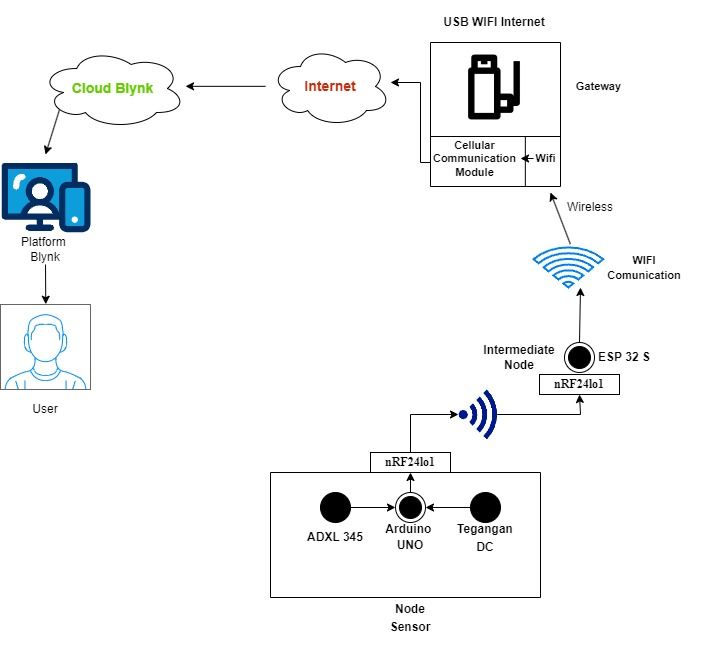 USB WIFI Internet
Gateway
Cellular
Communication
Module
Wifi
Internet
Cloud Blynk
Platform
Blynk
User
Wireless
WIFI
Comunication
Intermediate
Node
ESP 32 S
nRF24lo1
nRF24lo1
ADXL 345
Arduino
UNO
Tegangan
DC
Node
Sensor